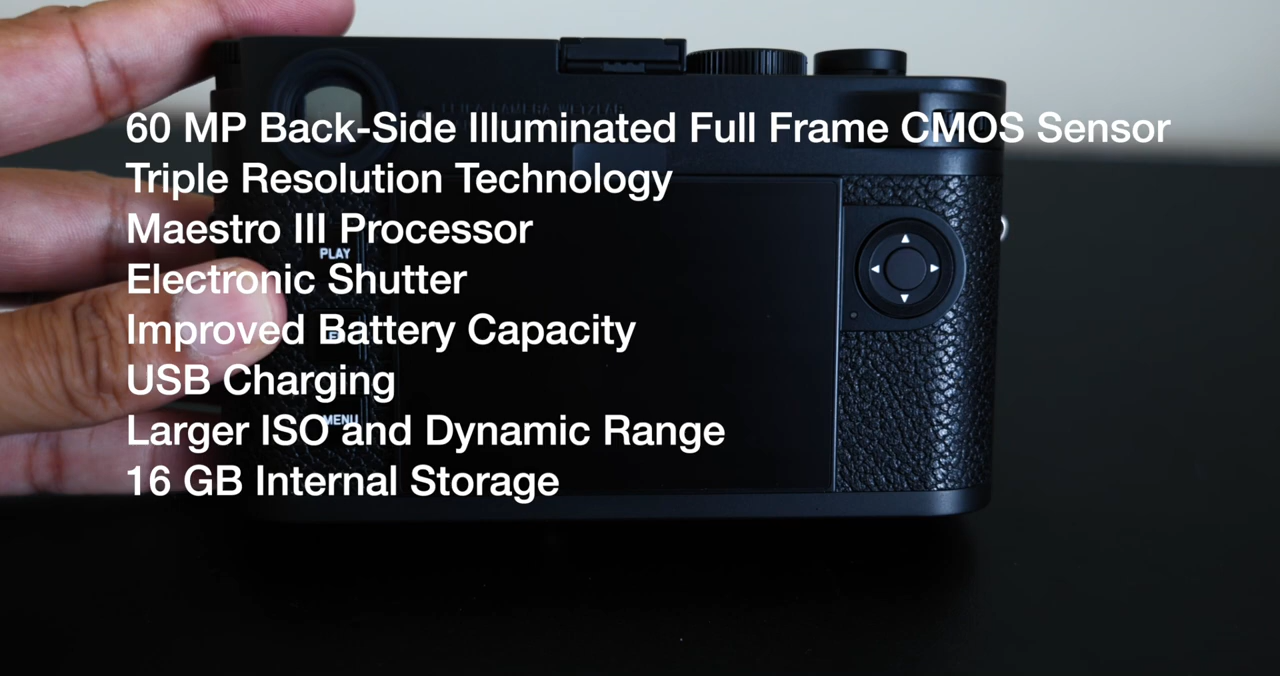 60 MP Back-Side Illuminated Full Frame CMOS Sensor
Triple Resolution Technology
Maestro III Processor
PLAY
Electronic Shutter
Improved Battery Capacity
USB Charging
MENU
Larger ISO and Dynamic Range
16 GB Internal Storage